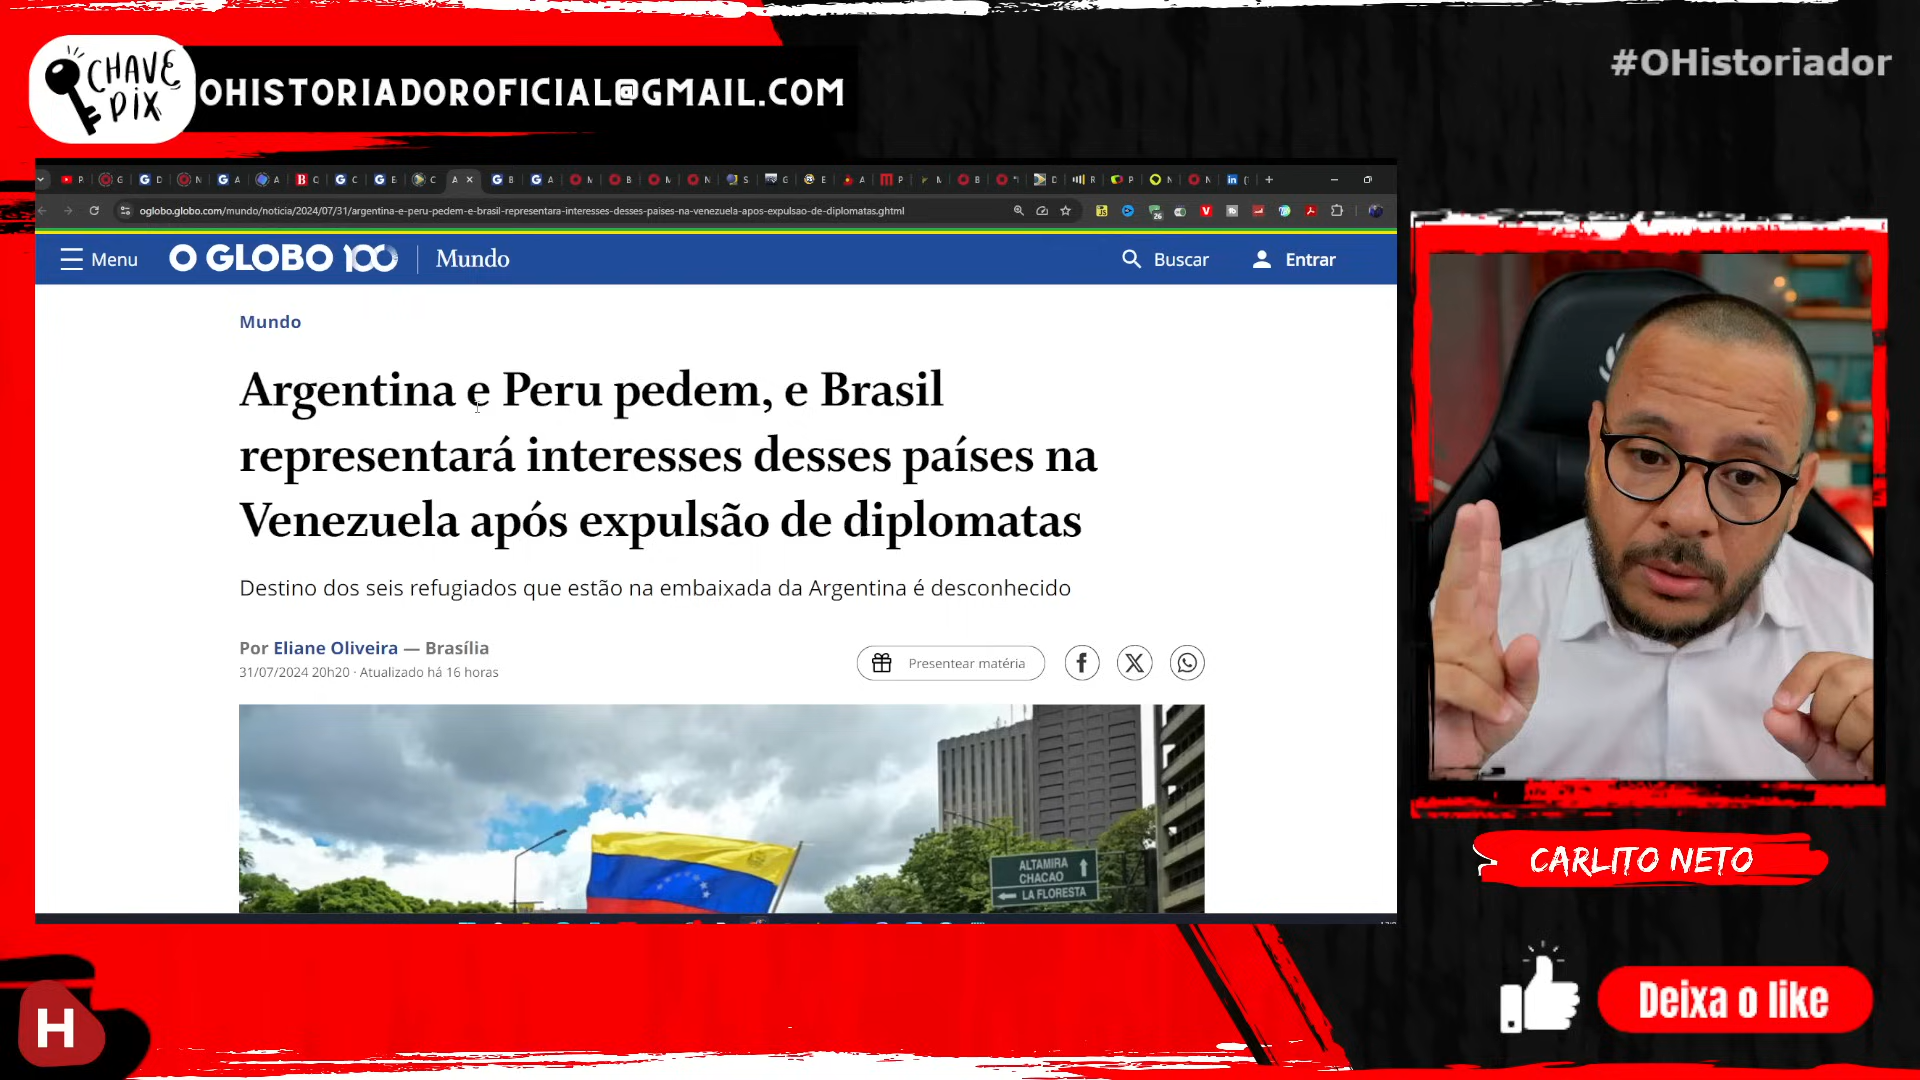 CHAVE
PIX
OHISTORIADOROFICIAL@GMAIL.COM
#OHistoriador
oglobo.globo.com/mundo/noticia/2024/07/31/argentina-e-peru-pedem-e-brasil-representara-interesses-desses-paises-na-venezuela-apos-expulsao-de-diplomatas.ghtml
Menu
O GLOBO 100
Mundo
Buscar
Entrar
Mundo
Argentina e Peru pedem, e Brasil
representará interesses desses países na
Venezuela após expulsão de diplomatas
Destino dos seis refugiados que estão na embaixada da Argentina é desconhecido
Por Eliane Oliveira — Brasília
31/07/2024 20h20 · Atualizado há 16 horas
Presentear matéria
ALTAMIRA
CHACAO
LA FLORESTA
CARLITO NETO
H
Deixa o like